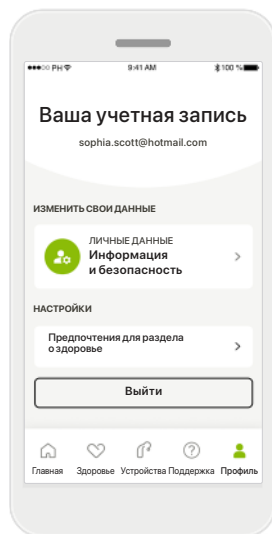 ●●●○○ PH 9:41 AM 100 %
Ваша учетная запись
sophia.scott@hotmail.com
ИЗМЕНИТЬ СВОИ ДАННЫЕ
ЛИЧНЫЕ ДАННЫЕ
Информация
и безопасность
НАСТРОЙКИ
Предпочтения для раздела
о здоровье
Выйти
Главная Здоровье Устройства Поддержка Профиль